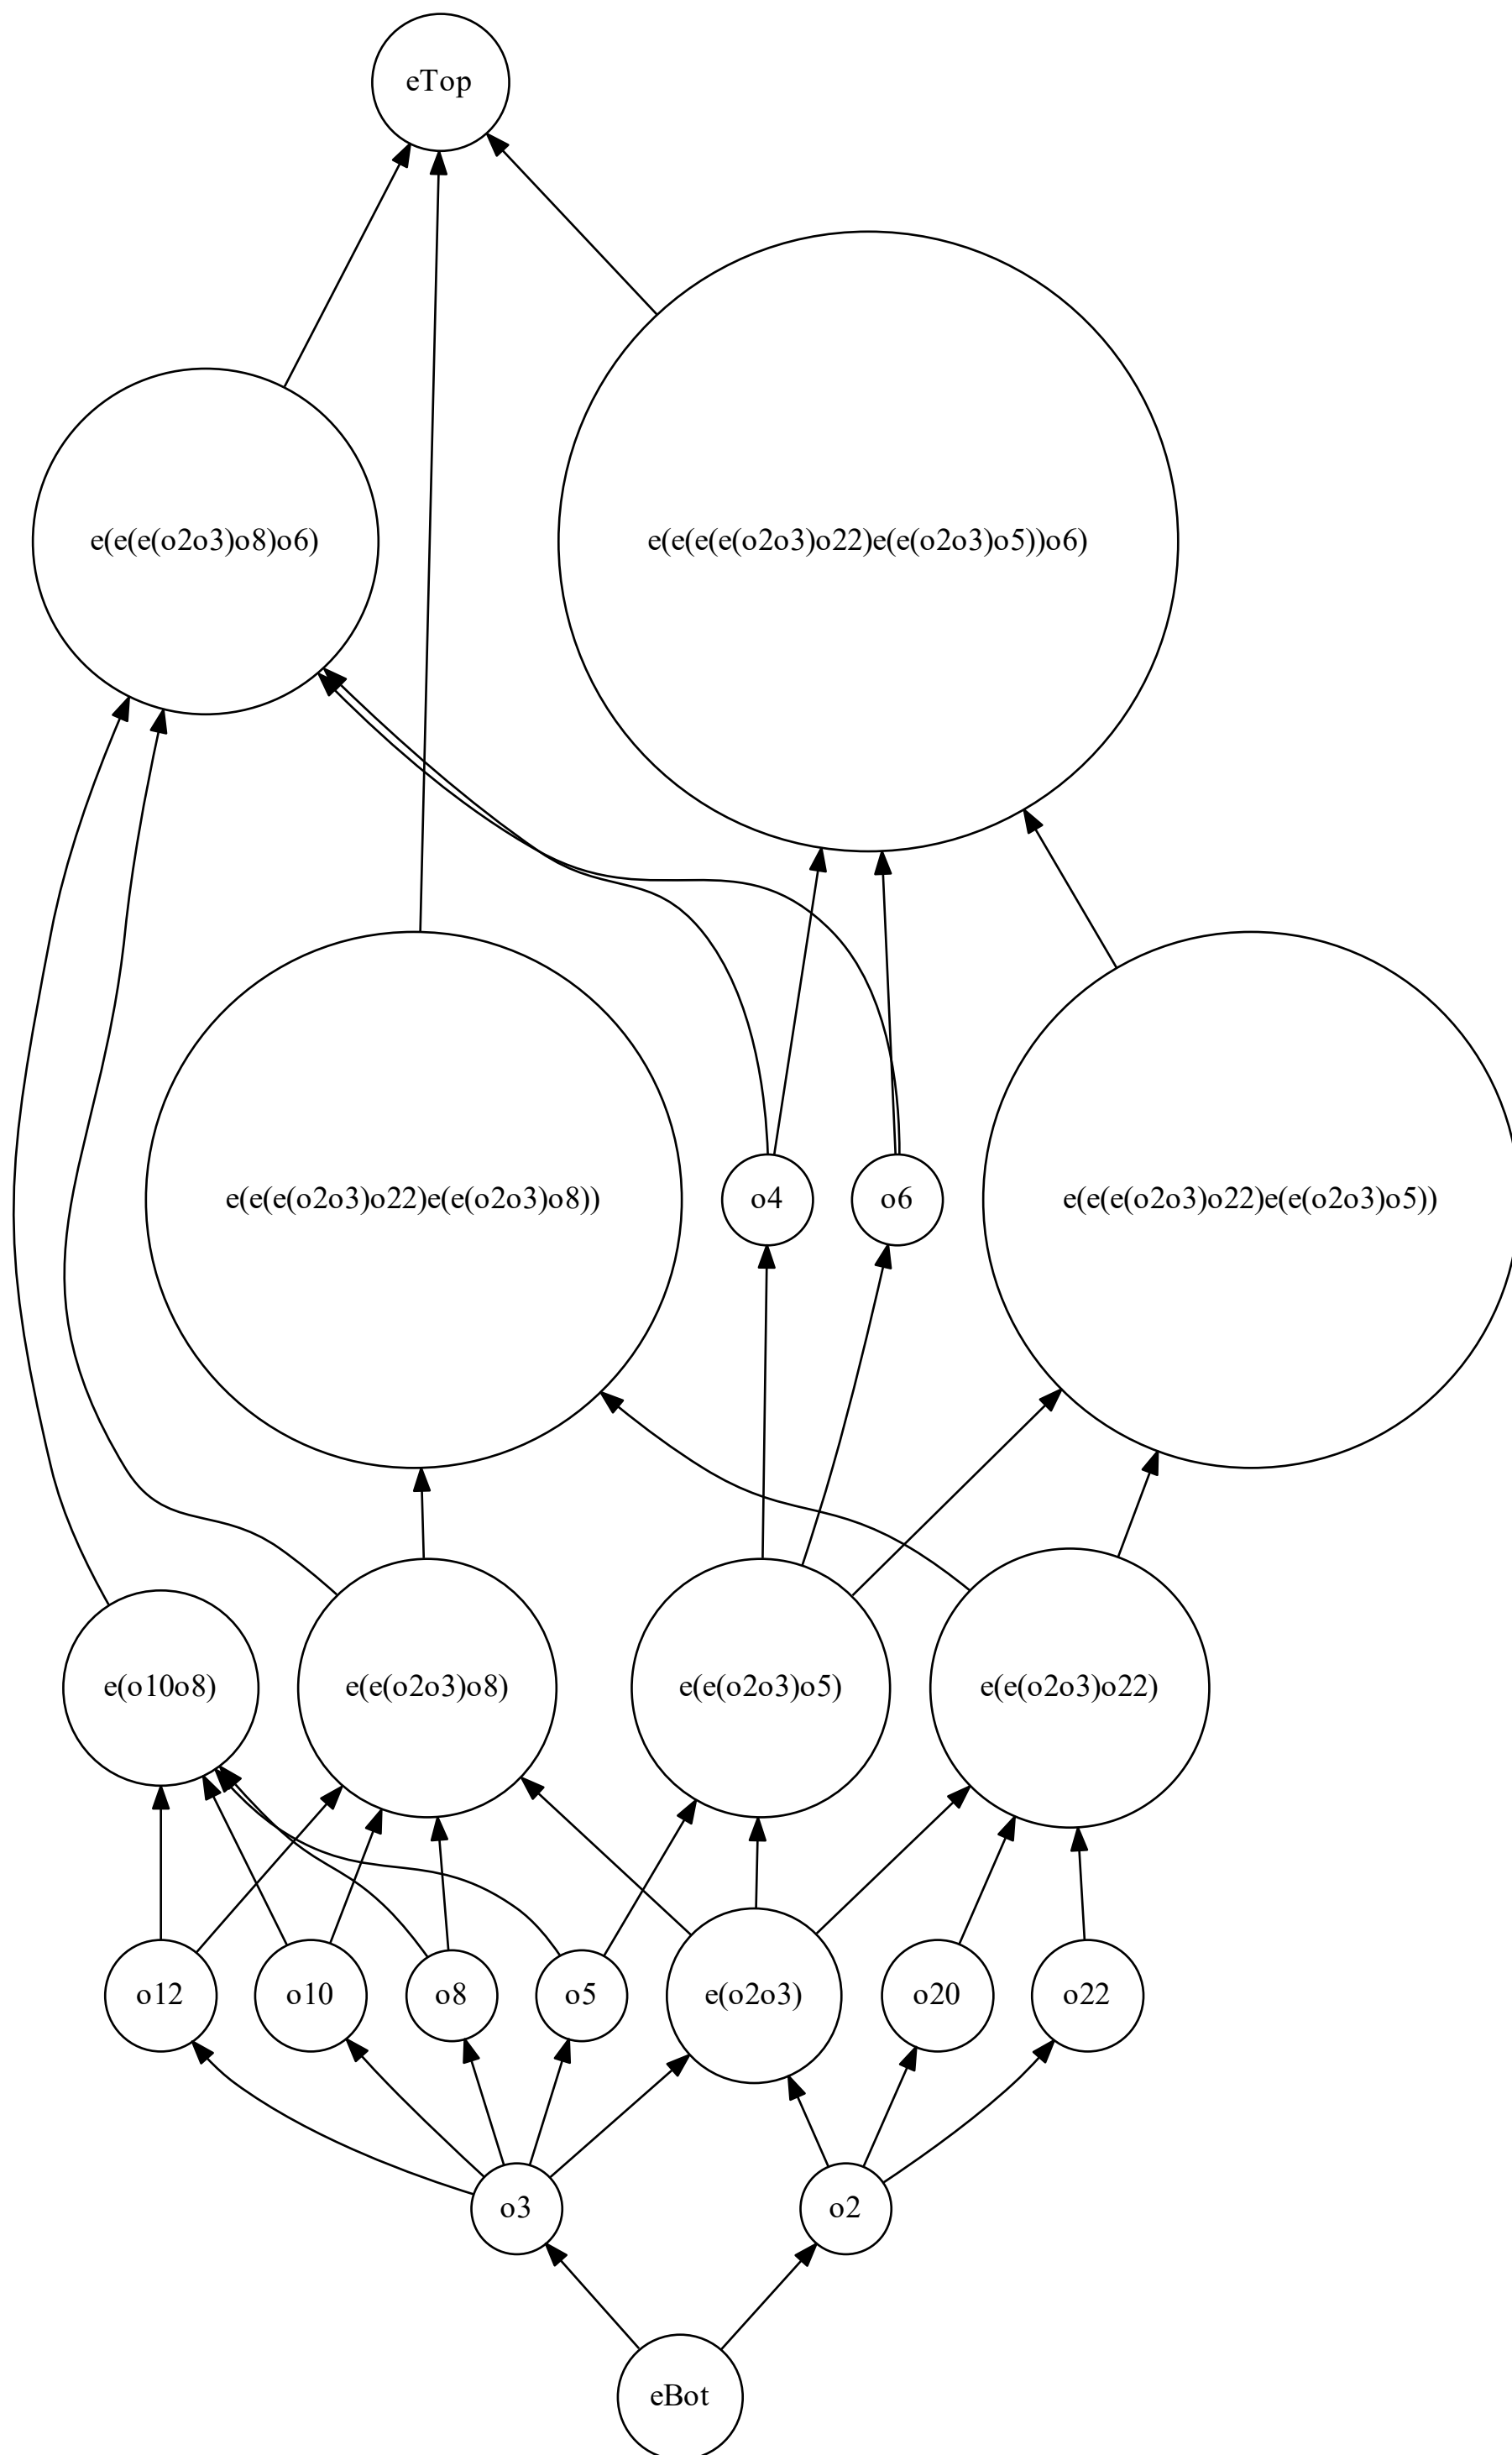 eTop
e(e(e(o2o3)o8)o6)
e(e(e(e(o2o3)o22)e(e(o2o3)o5))o6)
e(e(e(o2o3)o22)e(e(o2o3)o8))
o4
o6
e(e(e(o2o3)o22)e(e(o2o3)o5))
e(o10o8)
e(e(o2o3)o8)
e(e(o2o3)o5)
e(e(o2o3)o22)
o12
o10
o8
o5
e(o2o3)
o20
o22
o3
o2
eBot